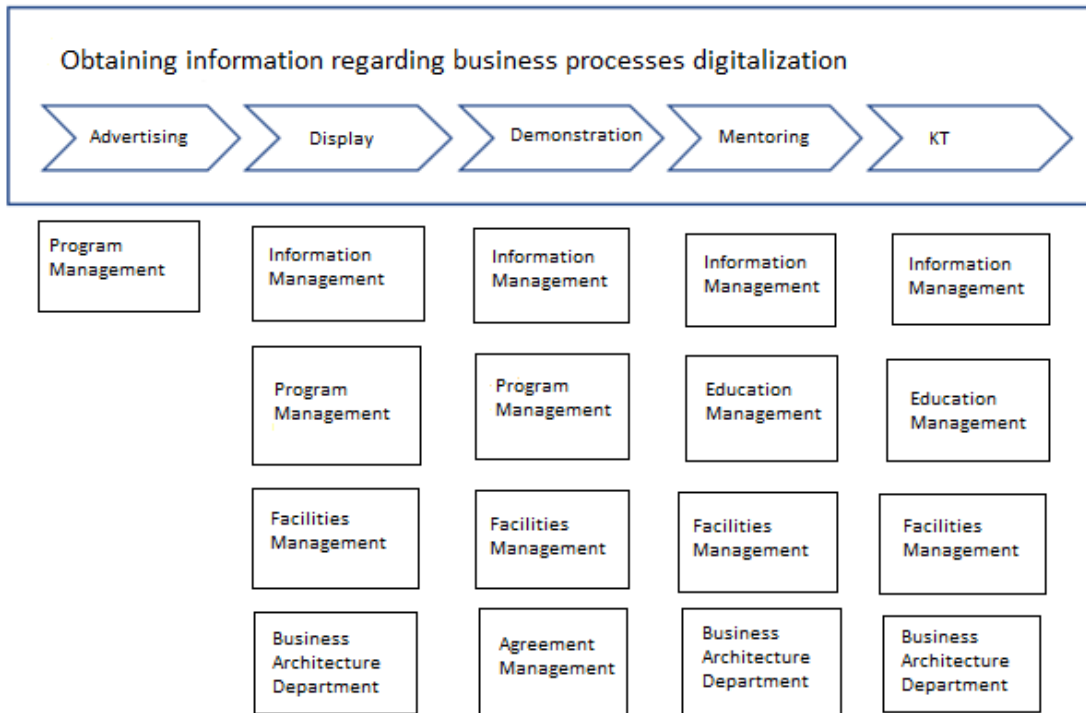 Obtaining information regarding business processes digitalization
Advertising
Display
Demonstration
Mentoring
KT
Program
Management
Information
Management
Information
Management
Information
Management
Information
Management
Program
Management
Program
Management
Education
Management
Education
Management
Facilities
Management
Facilities
Management
Facilities
Management
Facilities
Management
Business
Architecture
Department
Agreement
Management
Business
Architecture
Department
Business
Architecture
Department